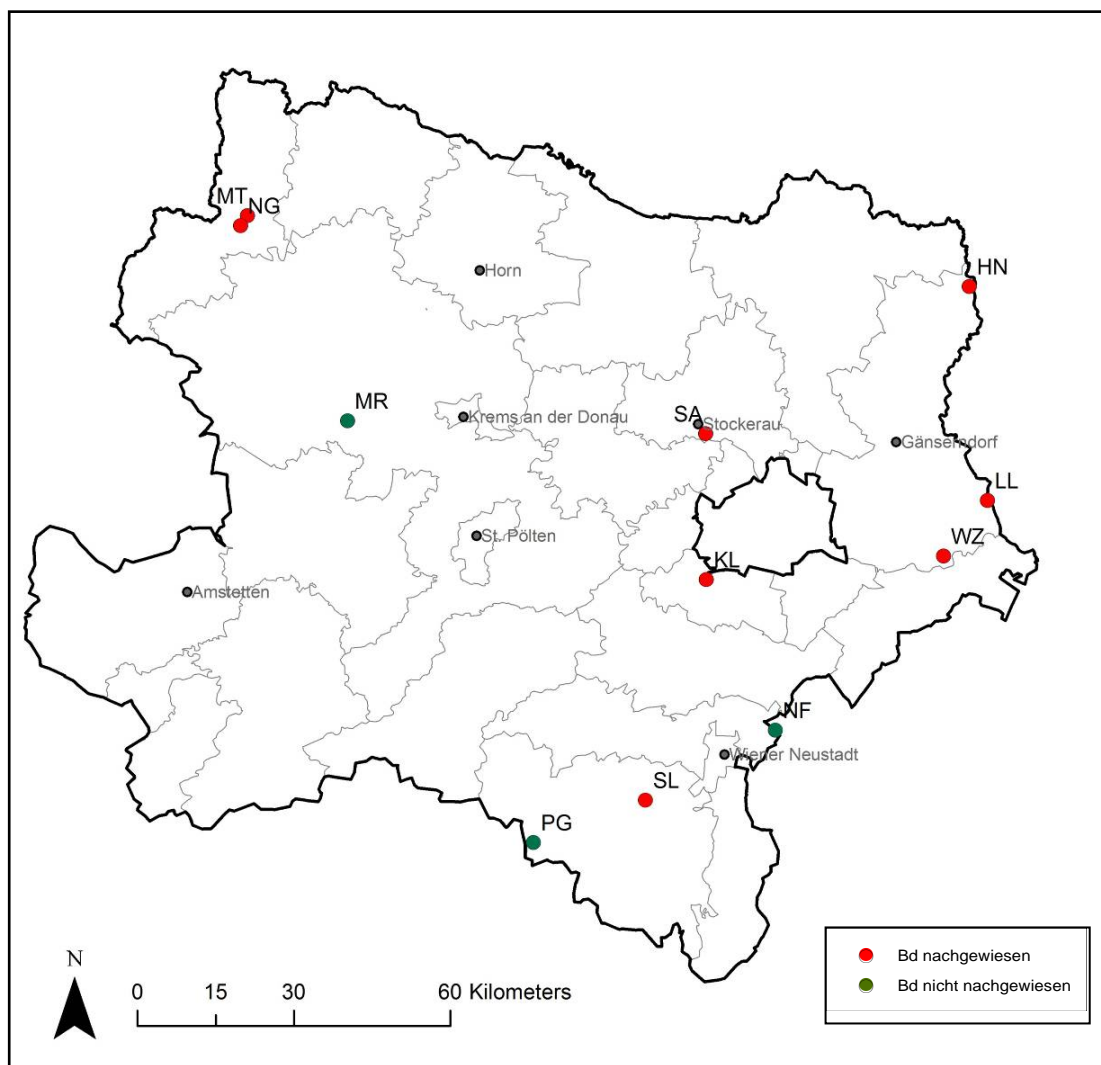 MT
NG
HN
Horn
MR
Krems an der Donau
SA
Stockerau
Gänserndorf
LL
St. Pölten
WZ
KL
Amstetten
NF
Wiener Neustadt
SL
PG
N
0 15 30 60 Kilometers
Bd nachgewiesen
Bd nicht nachgewiesen